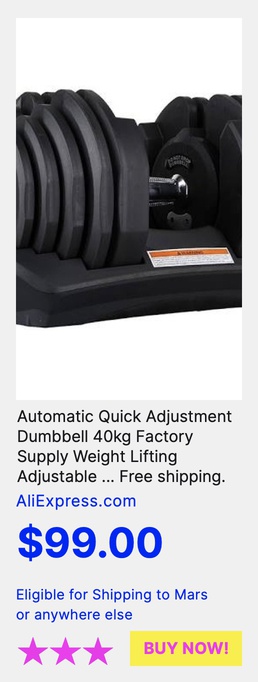 Automatic Quick Adjustment
Dumbbell 40kg Factory
Supply Weight Lifting
Adjustable ... Free shipping.
AliExpress.com
$99.00
Eligible for Shipping to Mars
or anywhere else
BUY NOW!